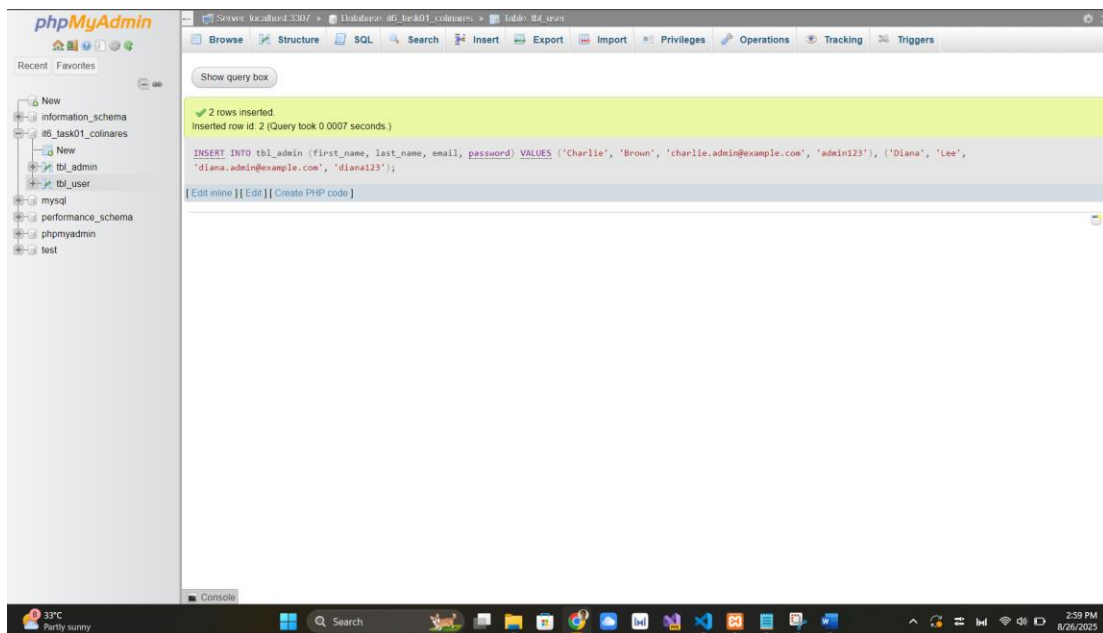 phpMyAdmin
Recent Favorites
New
information_schema
it6_task01_colinares
New
tbl_admin
tbl_user
mysql
performance_schema
phpmyadmin
test
Server: localhost:3307 » Database: it6_task01_colinares » Table: tbl_user
Browse Structure SQL Search Insert Export Import Privileges Operations Tracking Triggers
Show query box
2 rows inserted.
Inserted row id: 2 (Query took 0.0007 seconds.)
INSERT INTO tbl_admin (first_name, last_name, email, password) VALUES ('Charlie', 'Brown', 'charlie.admin@example.com', 'admin123'), ('Diana', 'Lee',
'diana.admin@example.com', 'diana123');
[ Edit inline ] [ Edit ] [ Create PHP code ]
Console
8
33°C
Partly sunny
Search
2:59 PM
8/26/2025